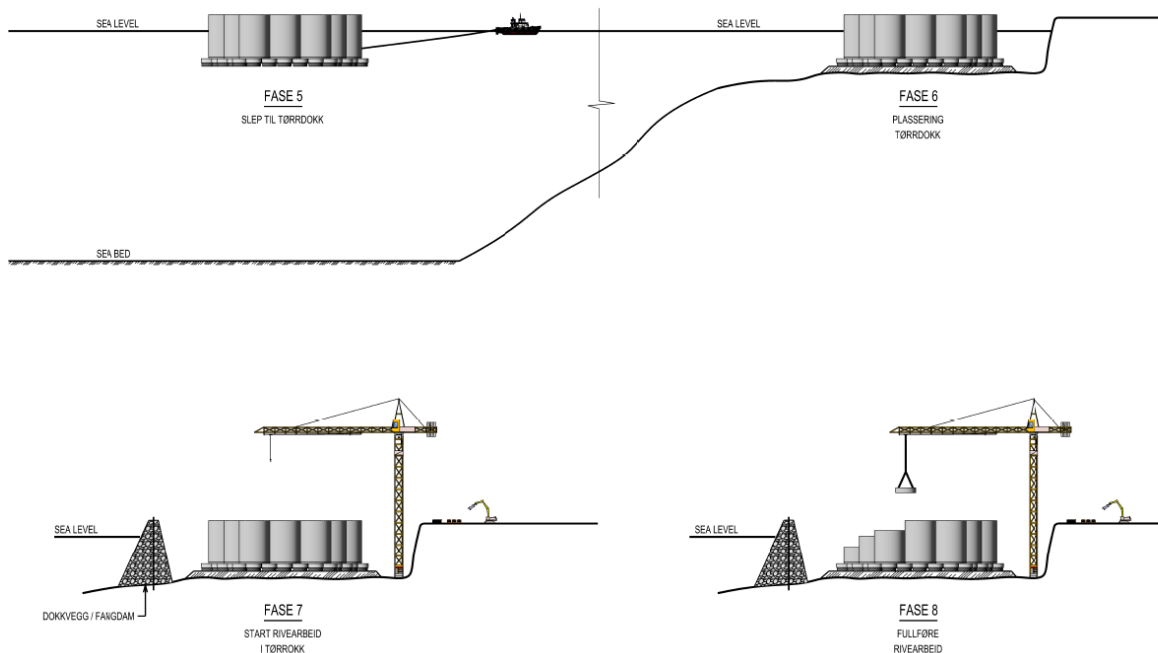 SEA LEVEL
SEA LEVEL
FASE 5
SLEP TIL TØRRDOKK
FASE 6
PLASSERING
TØRRDOKK
SEA BED
SEA LEVEL
SEA LEVEL
DOKKVEGG / FANGDAM
FASE 7
START RIVEARBEID
I TØRROKK
FASE 8
FULLFØRE
RIVEARBEID